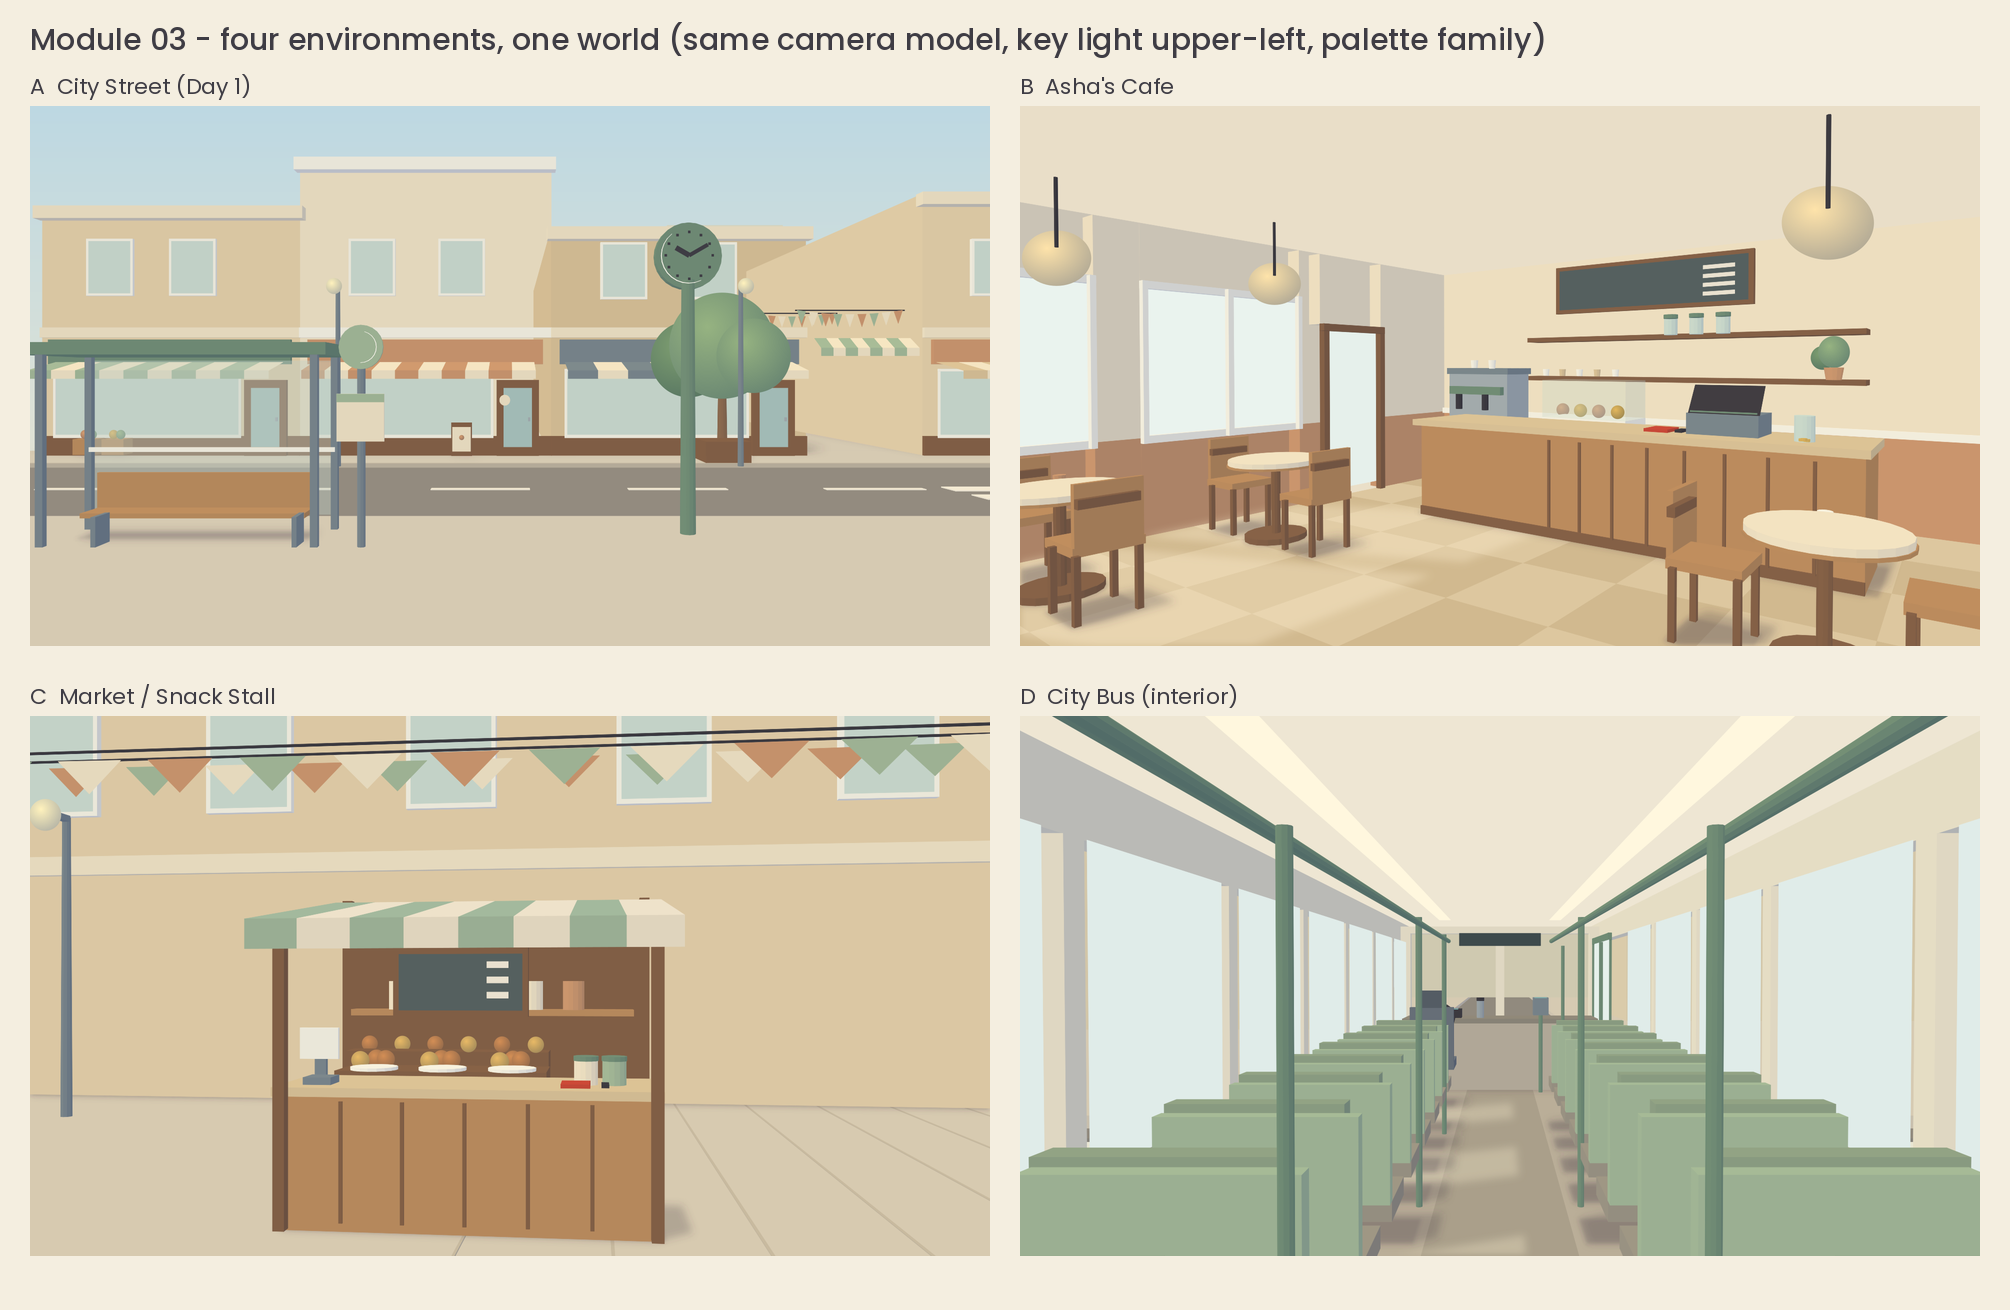 Module 03 - four environments, one world (same camera model, key light upper-left, palette family)
A City Street (Day 1)
B Asha's Cafe
C Market / Snack Stall
D City Bus (interior)